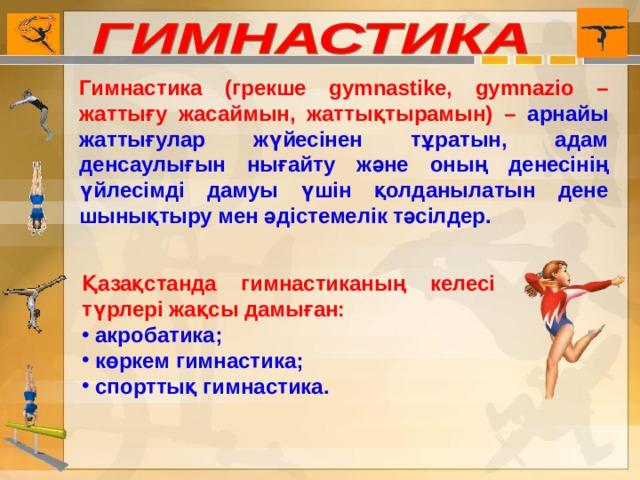 ГИМНАСТИКА
Гимнастика (грекше gymnastike, gymnazio –
жаттығу жасаймын, жаттықтырамын) – арнайы
жаттығулар жүйесінен тұратын, адам
денсаулығын нығайту және оның денесінің
үйлесімді дамуы үшін қолданылатын дене
шынықтыру мен әдістемелік тәсілдер.
Қазақстанда гимнастиканың келесі
түрлері жақсы дамыған:
• акробатика;
• көркем гимнастика;
• спорттық гимнастика.